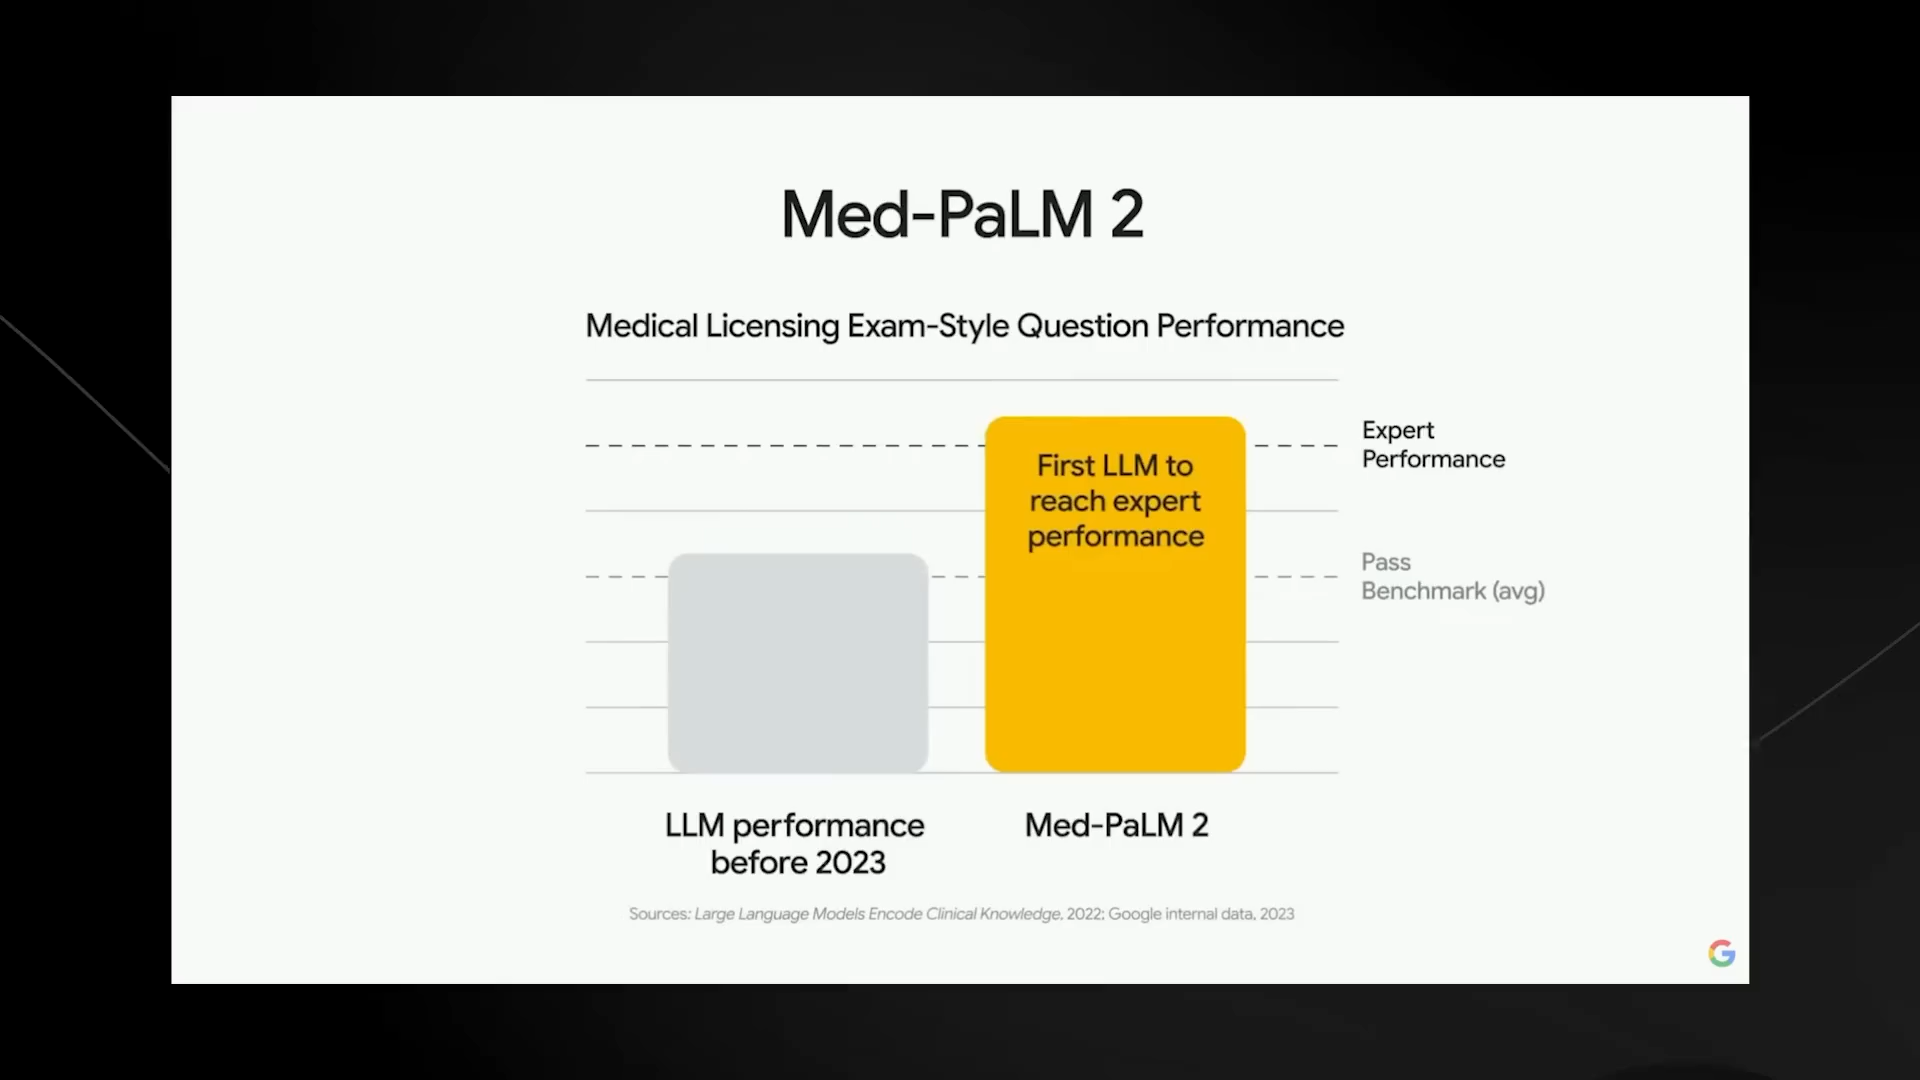 Med-PaLM 2
Medical Licensing Exam-Style Question Performance
Expert
Performance
First LLM to
reach expert
performance
Pass
Benchmark (avg)
LLM performance
before 2023
Med-PaLM 2
Sources: Large Language Models Encode Clinical Knowledge, 2022; Google internal data, 2023